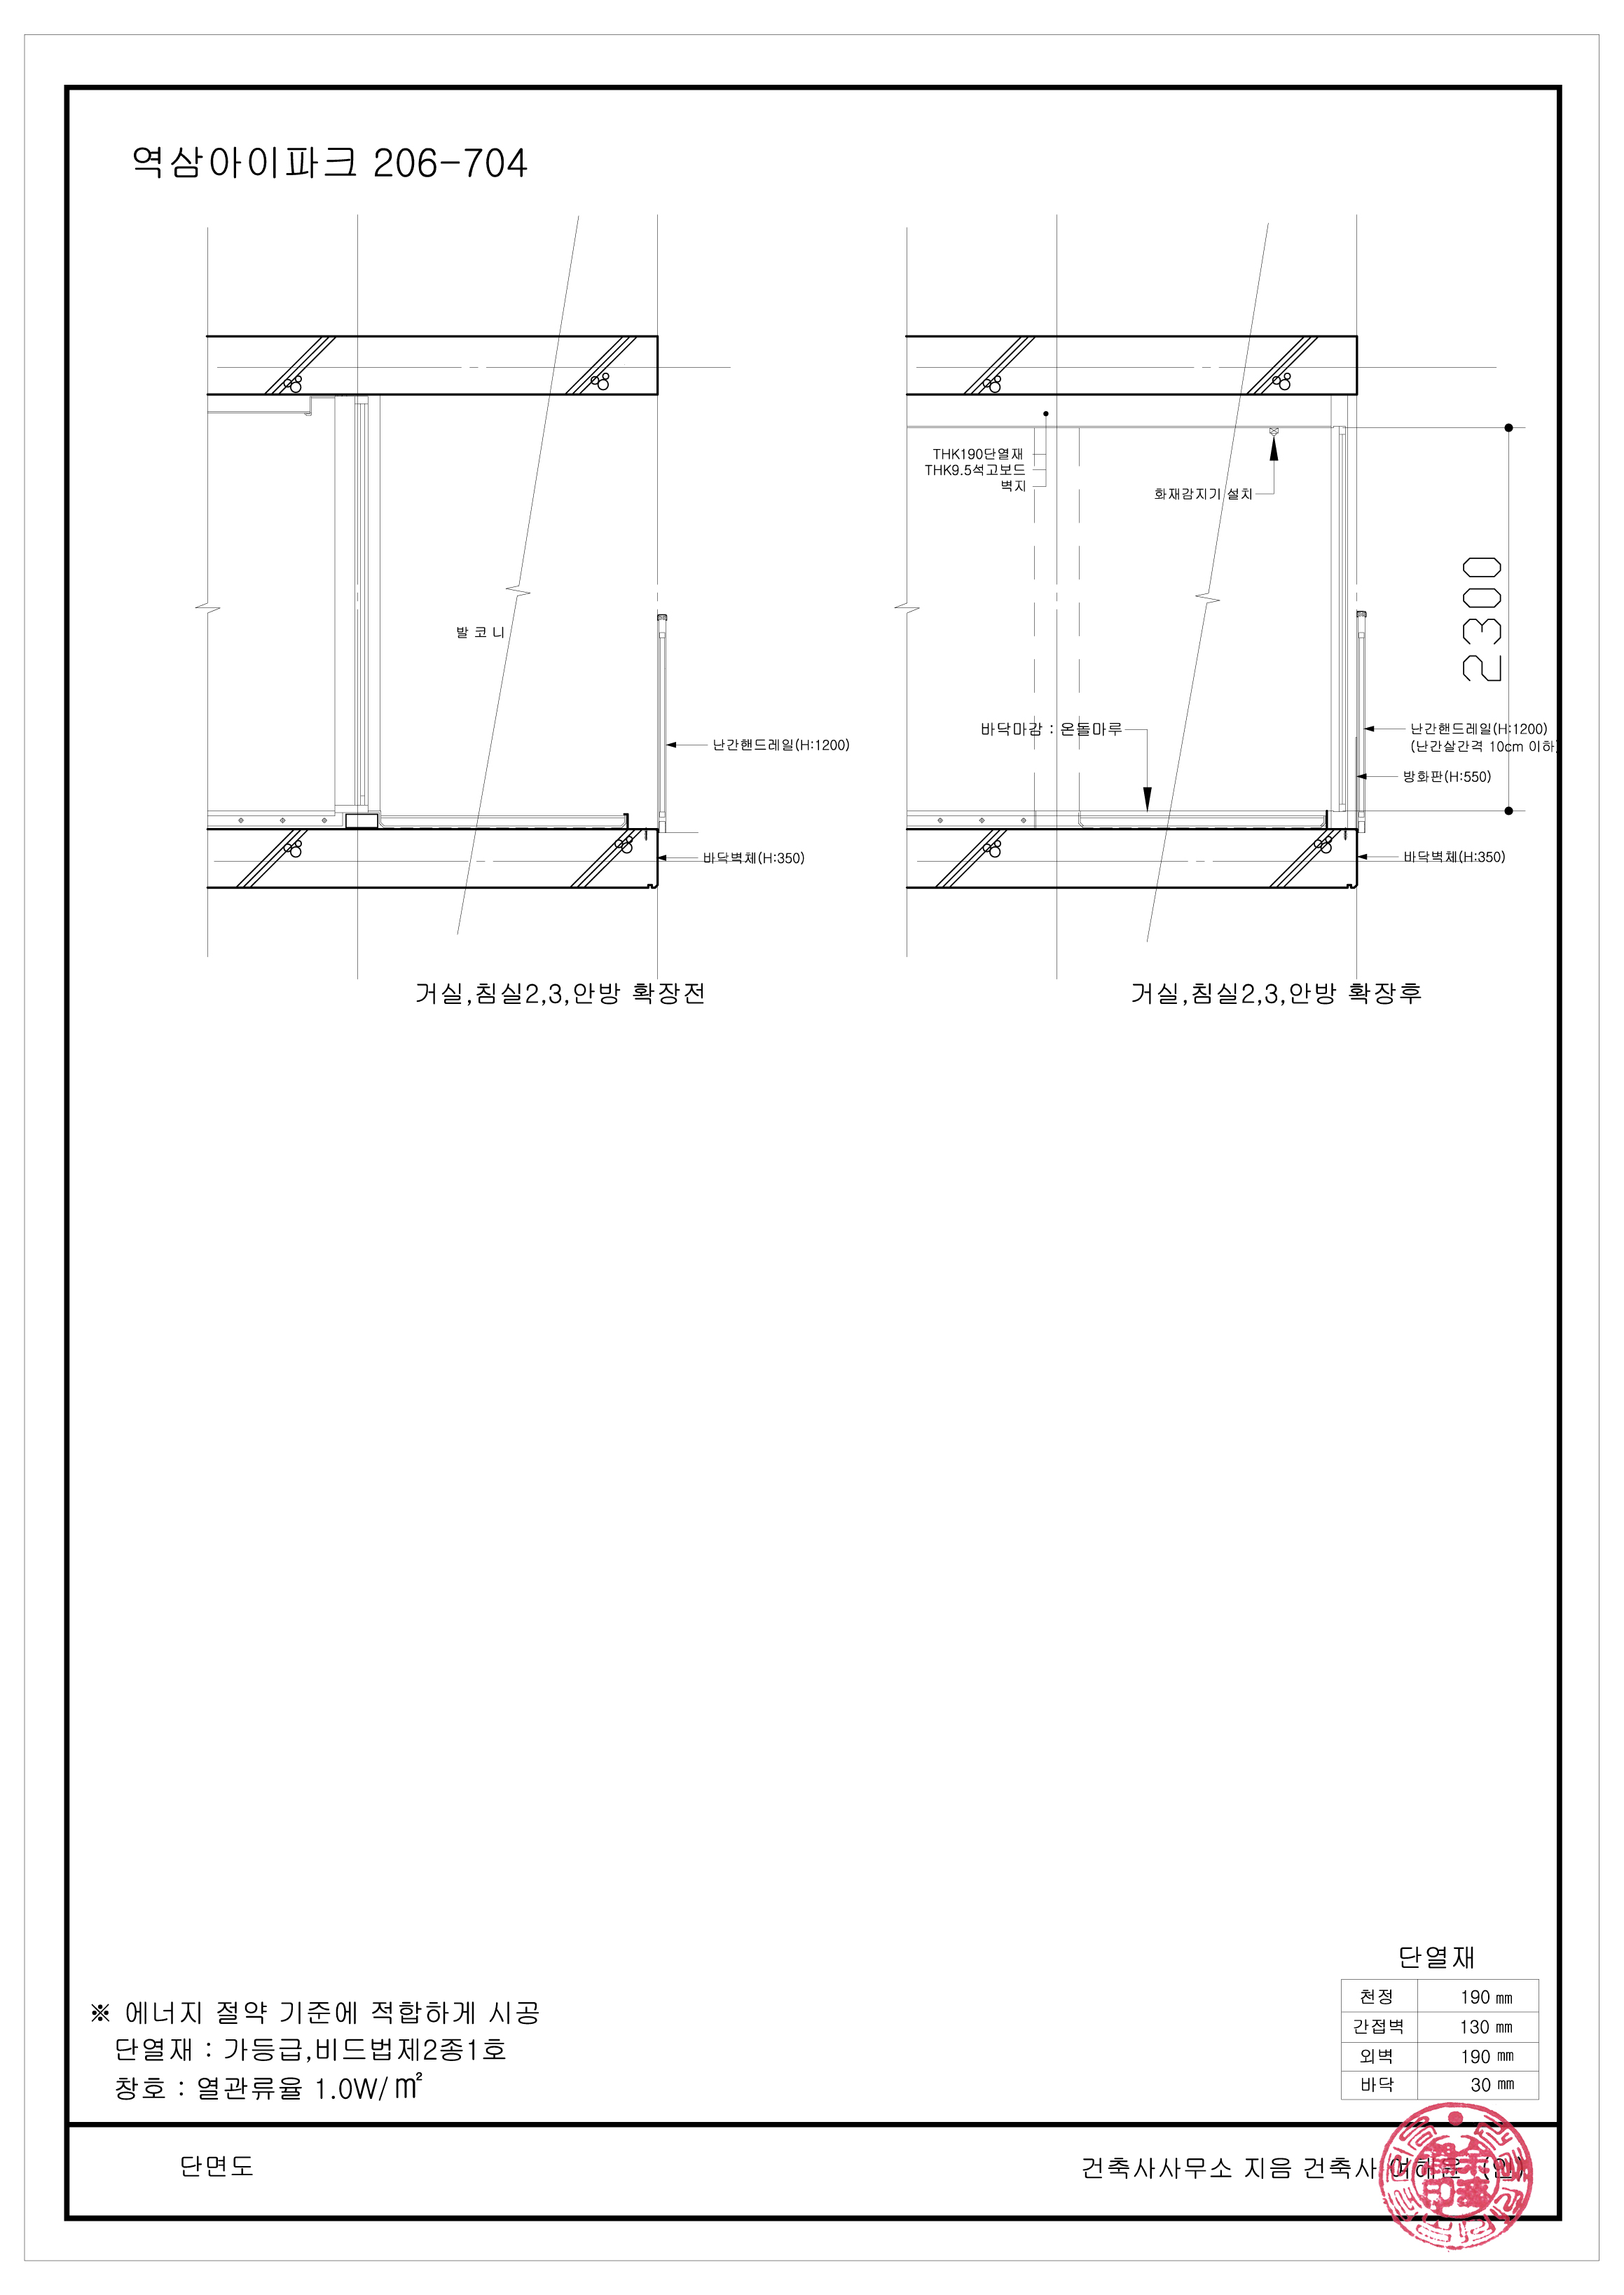 역삼아이파크 206-704
발 코 니
난간핸드레일(H:1200)
바닥벽체(H:350)
거실,침실2,3,안방 확장전
THK190단열재
THK9.5석고보드
벽지
화재감지기 설치
2300
바닥마감 : 온돌마루
난간핸드레일(H:1200)
(난간살간격 10cm 이하)
방화판(H:550)
바닥벽체(H:350)
거실,침실2,3,안방 확장후
단열재
천정 190 ㎜
간접벽 130 ㎜
외벽 190 ㎜
바닥 30 ㎜
※ 에너지 절약 기준에 적합하게 시공
단열재 : 가등급,비드법제2종1호
창호 : 열관류율 1.0W/㎡
단면도
건축사사무소 지음 건축사